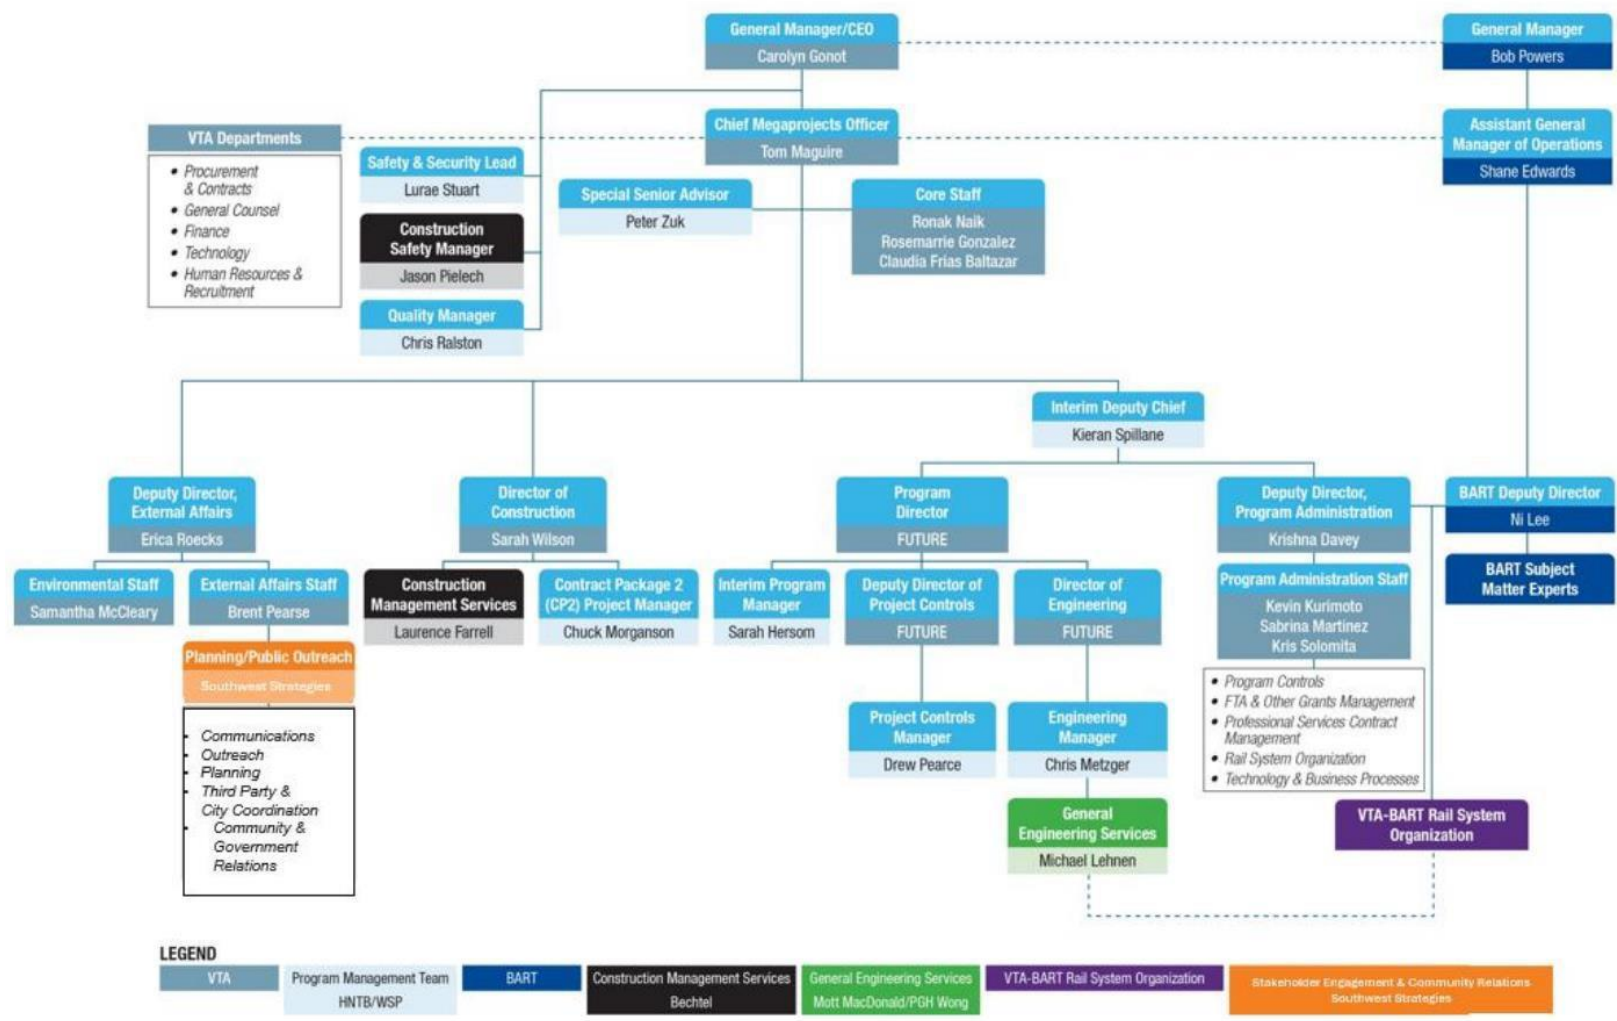 General Manager/CEO
Carolyn Gonot
General Manager
Bob Powers
Chief Megaprojects Officer
Tom Maguire
Assistant General
Manager of Operations
Shane Edwards
VTA Departments
• Procurement
& Contracts
• General Counsel
• Finance
• Technology
• Human Resources &
Recruitment
Safety & Security Lead
Lurae Stuart
Construction
Safety Manager
Jason Pielech
Quality Manager
Chris Ralston
Special Senior Advisor
Peter Zuk
Core Staff
Ronak Naik
Rosemarrie Gonzalez
Claudia Frias Baltazar
Interim Deputy Chief
Kieran Spillane
Deputy Director,
External Affairs
Erica Roecks
Director of
Construction
Sarah Wilson
Program
Director
FUTURE
Deputy Director,
Program Administration
Krishna Davey
BART Deputy Director
Ni Lee
Environmental Staff
Samantha McCleary
External Affairs Staff
Brent Pearse
Construction
Management Services
Laurence Farrell
Contract Package 2
(CP2) Project Manager
Chuck Morganson
Interim Program
Manager
Sarah Hersom
Deputy Director of
Project Controls
FUTURE
Director of
Engineering
FUTURE
Program Administration Staff
Kevin Kurimoto
Sabrina Martinez
Kris Solomita
BART Subject
Matter Experts
Planning/Public Outreach
Southwest Strategies
• Communications
• Outreach
• Planning
• Third Party &
City Coordination
• Community &
Government
Relations
Project Controls
Manager
Drew Pearce
Engineering
Manager
Chris Metzger
• Program Controls
• FTA & Other Grants Management
• Professional Services Contract
Management
• Rail System Organization
• Technology & Business Processes
General
Engineering Services
Michael Lehnen
VTA-BART Rail System
Organization
LEGEND
VTA
Program Management Team
HNTB/WSP
BART
Construction Management Services
Bechtel
General Engineering Services
Mott MacDonald/PGH Wong
VTA-BART Rail System Organization
Stakeholder Engagement & Community Relations
Southwest Strategies